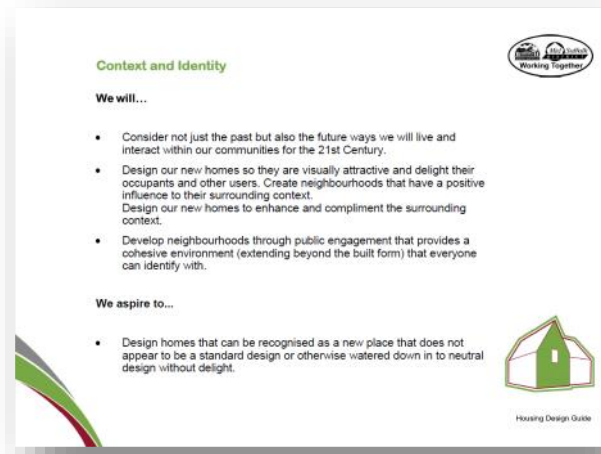 Context and Identity
Working Together
We will...
• Consider not just the past but also the future ways we will live and
interact within our communities for the 21st Century.
• Design our new homes so they are visually attractive and delight their
occupants and other users. Create neighbourhoods that have a positive
influence to their surrounding context.
Design our new homes to enhance and compliment the surrounding
context.
• Develop neighbourhoods through public engagement that provides a
cohesive environment (extending beyond the built form) that everyone
can identify with.
We aspire to...
• Design homes that can be recognised as a new place that does not
appear to be a standard design or otherwise watered down in to neutral
design without delight.
Housing Design Guide